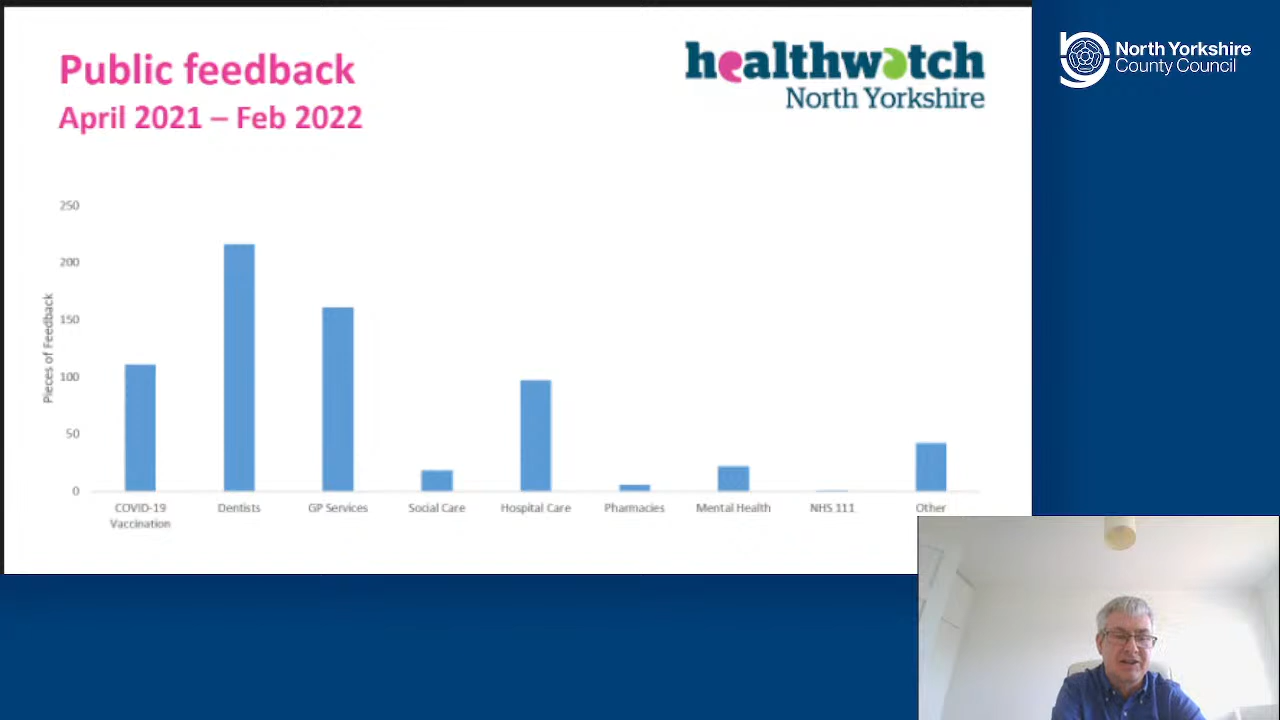 Public feedback
April 2021 – Feb 2022
healthwatch
North Yorkshire
North Yorkshire
County Council
250
200
150
100
50
0
Pieces of Feedback
COVID-19
Vaccination
Dentists
GP Services
Social Care
Hospital Care
Pharmacies
Mental Health
NHS 111
Other